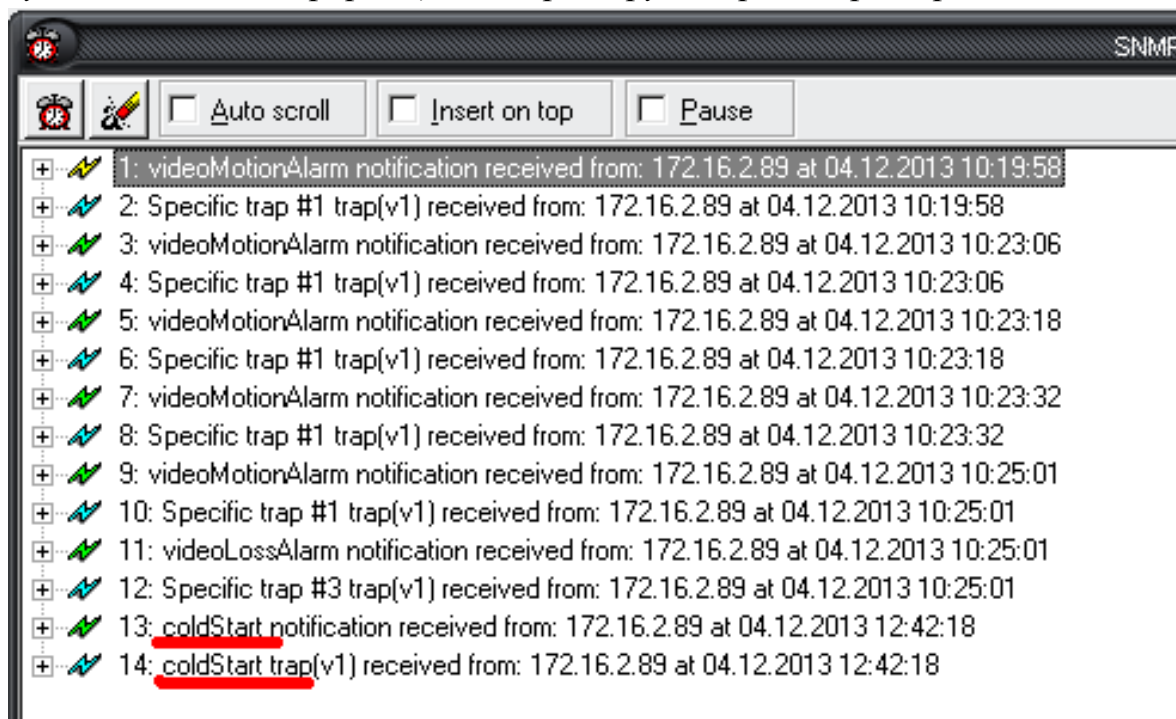 SNMP
Auto scroll Insert on top Pause
1: videoMotionAlarm notification received from: 172.16.2.89 at 04.12.2013 10:19:58
2: Specific trap #1 trap(v1) received from: 172.16.2.89 at 04.12.2013 10:19:58
3: videoMotionAlarm notification received from: 172.16.2.89 at 04.12.2013 10:23:06
4: Specific trap #1 trap(v1) received from: 172.16.2.89 at 04.12.2013 10:23:06
5: videoMotionAlarm notification received from: 172.16.2.89 at 04.12.2013 10:23:18
6: Specific trap #1 trap(v1) received from: 172.16.2.89 at 04.12.2013 10:23:18
7: videoMotionAlarm notification received from: 172.16.2.89 at 04.12.2013 10:23:32
8: Specific trap #1 trap(v1) received from: 172.16.2.89 at 04.12.2013 10:23:32
9: videoMotionAlarm notification received from: 172.16.2.89 at 04.12.2013 10:25:01
10: Specific trap #1 trap(v1) received from: 172.16.2.89 at 04.12.2013 10:25:01
11: videoLossAlarm notification received from: 172.16.2.89 at 04.12.2013 10:25:01
12: Specific trap #3 trap(v1) received from: 172.16.2.89 at 04.12.2013 10:25:01
13: coldStart notification received from: 172.16.2.89 at 04.12.2013 12:42:18
14: coldStart trap(v1) received from: 172.16.2.89 at 04.12.2013 12:42:18